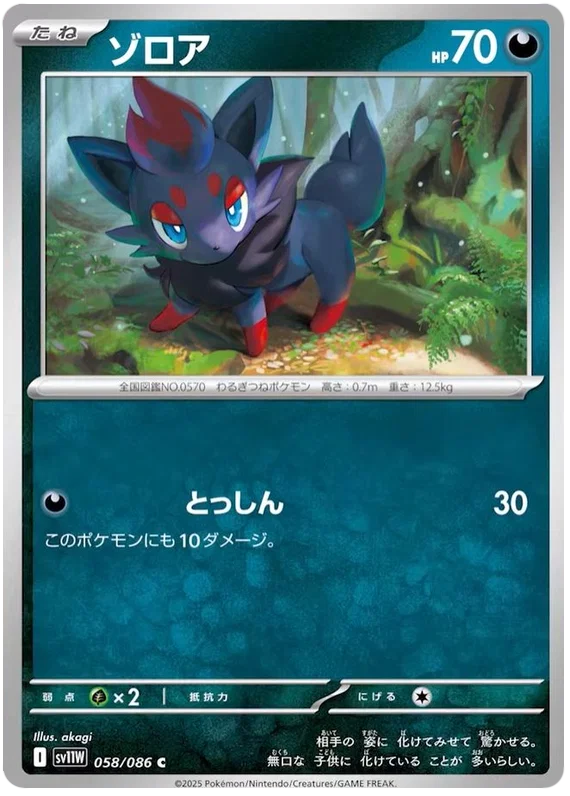 たね ゾロア HP70
全国図鑑NO.0570 わるぎつねポケモン 高さ:0.7m 重さ:12.5kg
とっしん 30
このポケモンにも10ダメージ。
弱点 ×2 抵抗力 にげる
Illus. akagi
相手の姿に化けてみせて驚かせる。
無口な子供に化けていることが多いらしい。
I sv11W 058/086 C
©2025 Pokémon/Nintendo/Creatures/GAME FREAK.